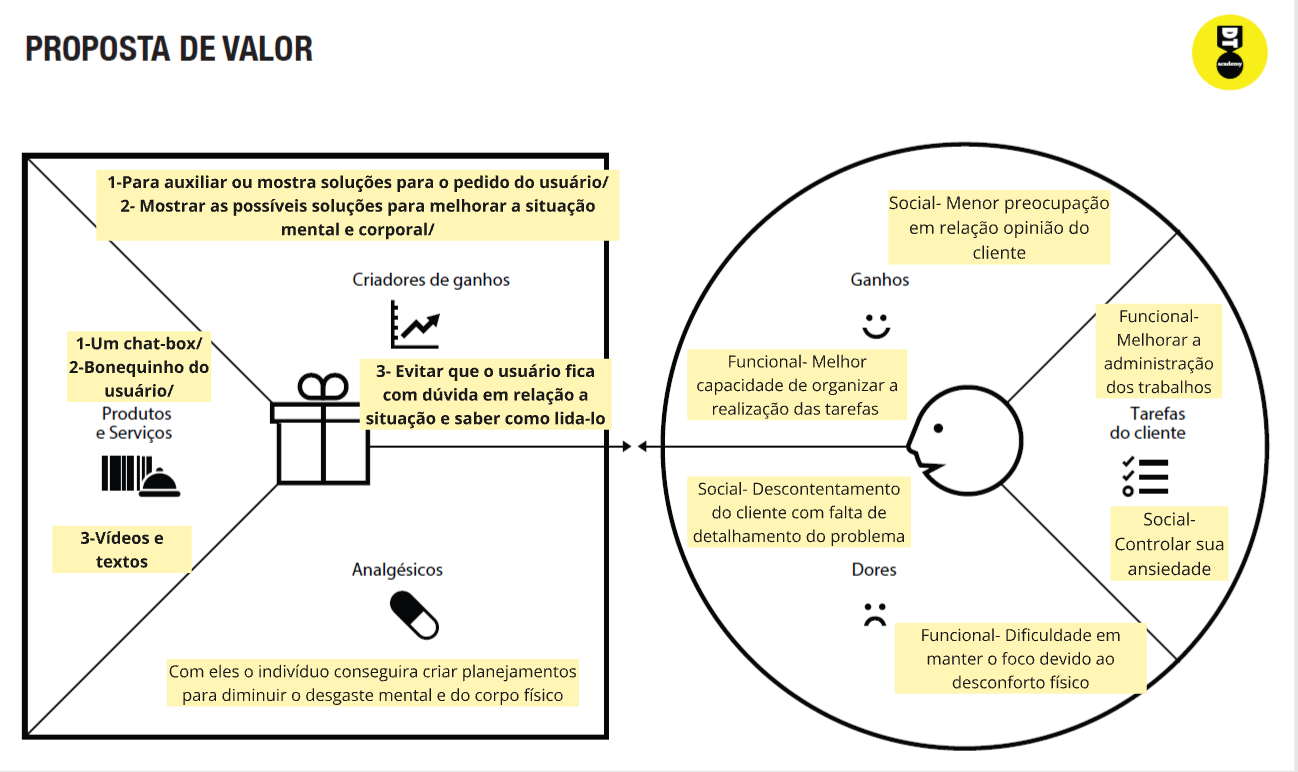 PROPOSTA DE VALOR
DT
academy
1-Para auxiliar ou mostra soluções para o pedido do usuário/
2- Mostrar as possíveis soluções para melhorar a situação
mental e corporal/
Criadores de ganhos
3- Evitar que o usuário fica
com dúvida em relação a
situação e saber como lida-lo
1-Um chat-box/
2-Bonequinho do
usuário/
Produtos
e Serviços
3-Vídeos e
textos
Analgésicos
Com eles o indivíduo conseguira criar planejamentos
para diminuir o desgaste mental e do corpo físico
Social- Menor preocupação
em relação opinião do
cliente
Ganhos
Funcional- Melhor
capacidade de organizar a
realização das tarefas
Funcional-
Melhorar a
administração
dos trabalhos
Tarefas
do cliente
Social-
Controlar sua
ansiedade
Social- Descontentamento
do cliente com falta de
detalhamento do problema
Dores
Funcional- Dificuldade em
manter o foco devido ao
desconforto físico